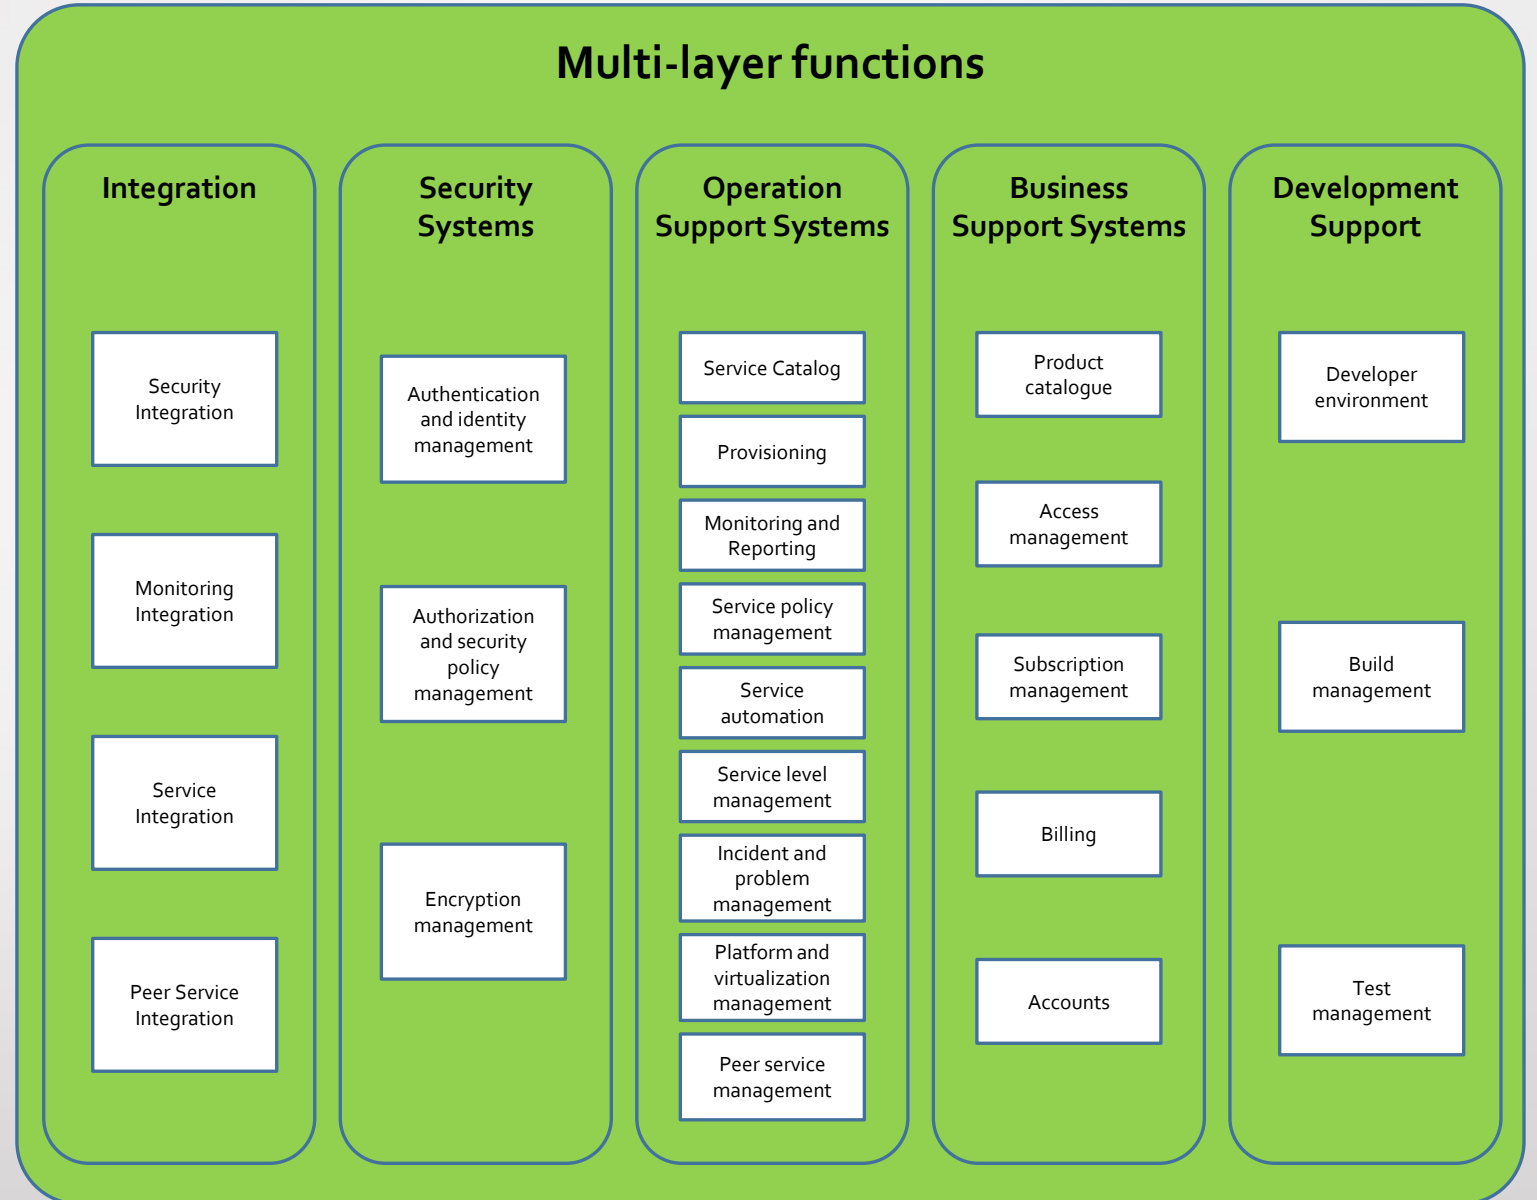 Multi-layer functions
Integration
Security
Integration
Monitoring
Integration
Service
Integration
Peer Service
Integration
Security
Systems
Authentication
and identity
management
Authorization
and security
policy
management
Encryption
management
Operation
Support Systems
Service Catalog
Provisioning
Monitoring and
Reporting
Service policy
management
Service
automation
Service level
management
Incident and
problem
management
Platform and
virtualization
management
Peer service
management
Business
Support Systems
Product
catalogue
Access
management
Subscription
management
Billing
Accounts
Development
Support
Developer
environment
Build
management
Test
management